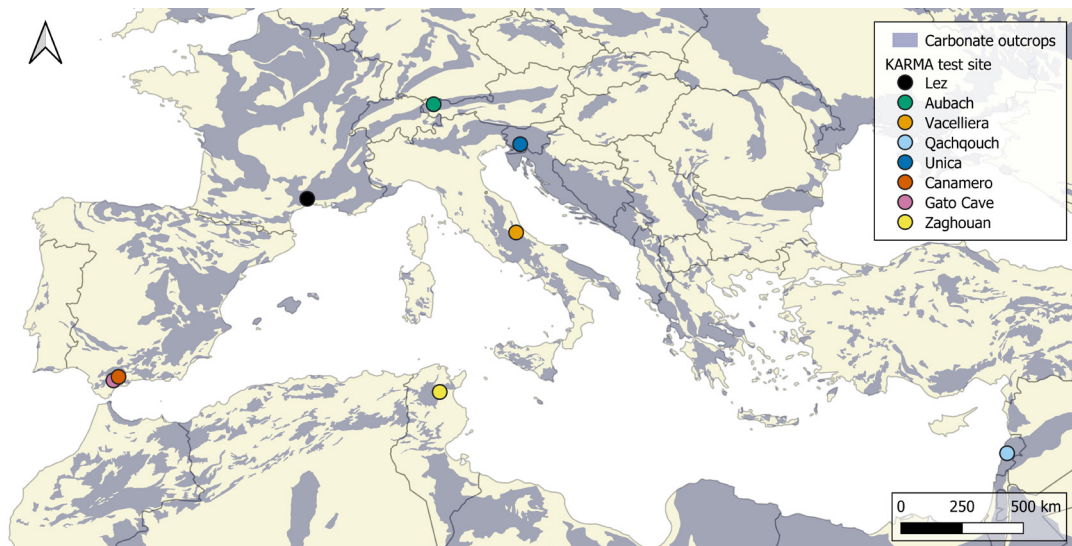 Carbonate outcrops
KARMA test site
Lez
Aubach
Vacelliera
Qachqouch
Unica
Canamero
Gato Cave
Zaghouan
0 250 500 km